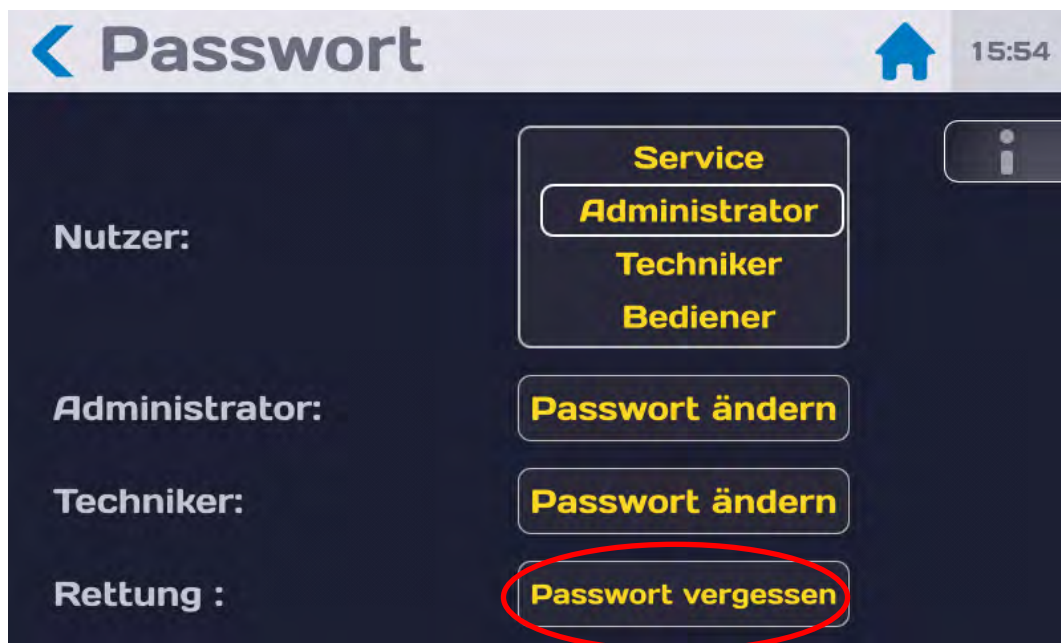 Passwort
15:54
Nutzer:
Service
Administrator
Techniker
Bediener
Administrator:
Passwort ändern
Techniker:
Passwort ändern
Rettung :
Passwort vergessen